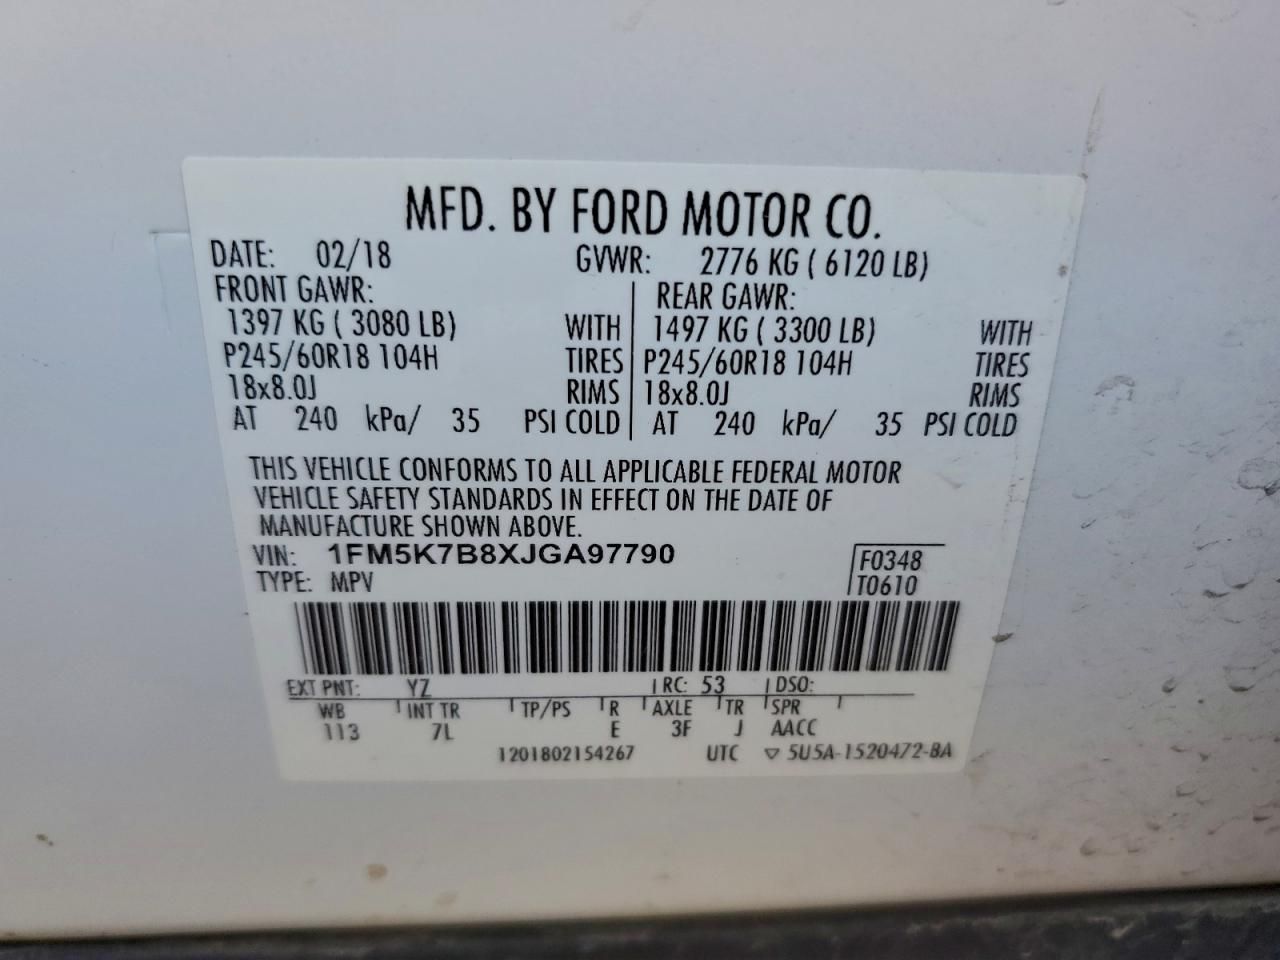 MFD. BY FORD MOTOR CO.
DATE: 02/18 GVWR: 2776 KG ( 6120 LB)
FRONT GAWR: REAR GAWR:
1397 KG ( 3080 LB) WITH 1497 KG ( 3300 LB) WITH
P245/60R18 104H TIRES P245/60R18 104H TIRES
18x8.0J RIMS 18x8.0J RIMS
AT 240 kPa/ 35 PSI COLD AT 240 kPa/ 35 PSI COLD
THIS VEHICLE CONFORMS TO ALL APPLICABLE FEDERAL MOTOR
VEHICLE SAFETY STANDARDS IN EFFECT ON THE DATE OF
MANUFACTURE SHOWN ABOVE.
VIN: 1FM5K7B8XJGA97790 F0348
TYPE: MPV T0610
EXT PNT: YZ RC: 53 DSO:
WB INT TR TP/PS R AXLE TR SPR
113 7L E 3F J AACC
1201802154267 UTC ▽ 5U5A-1520472-BA